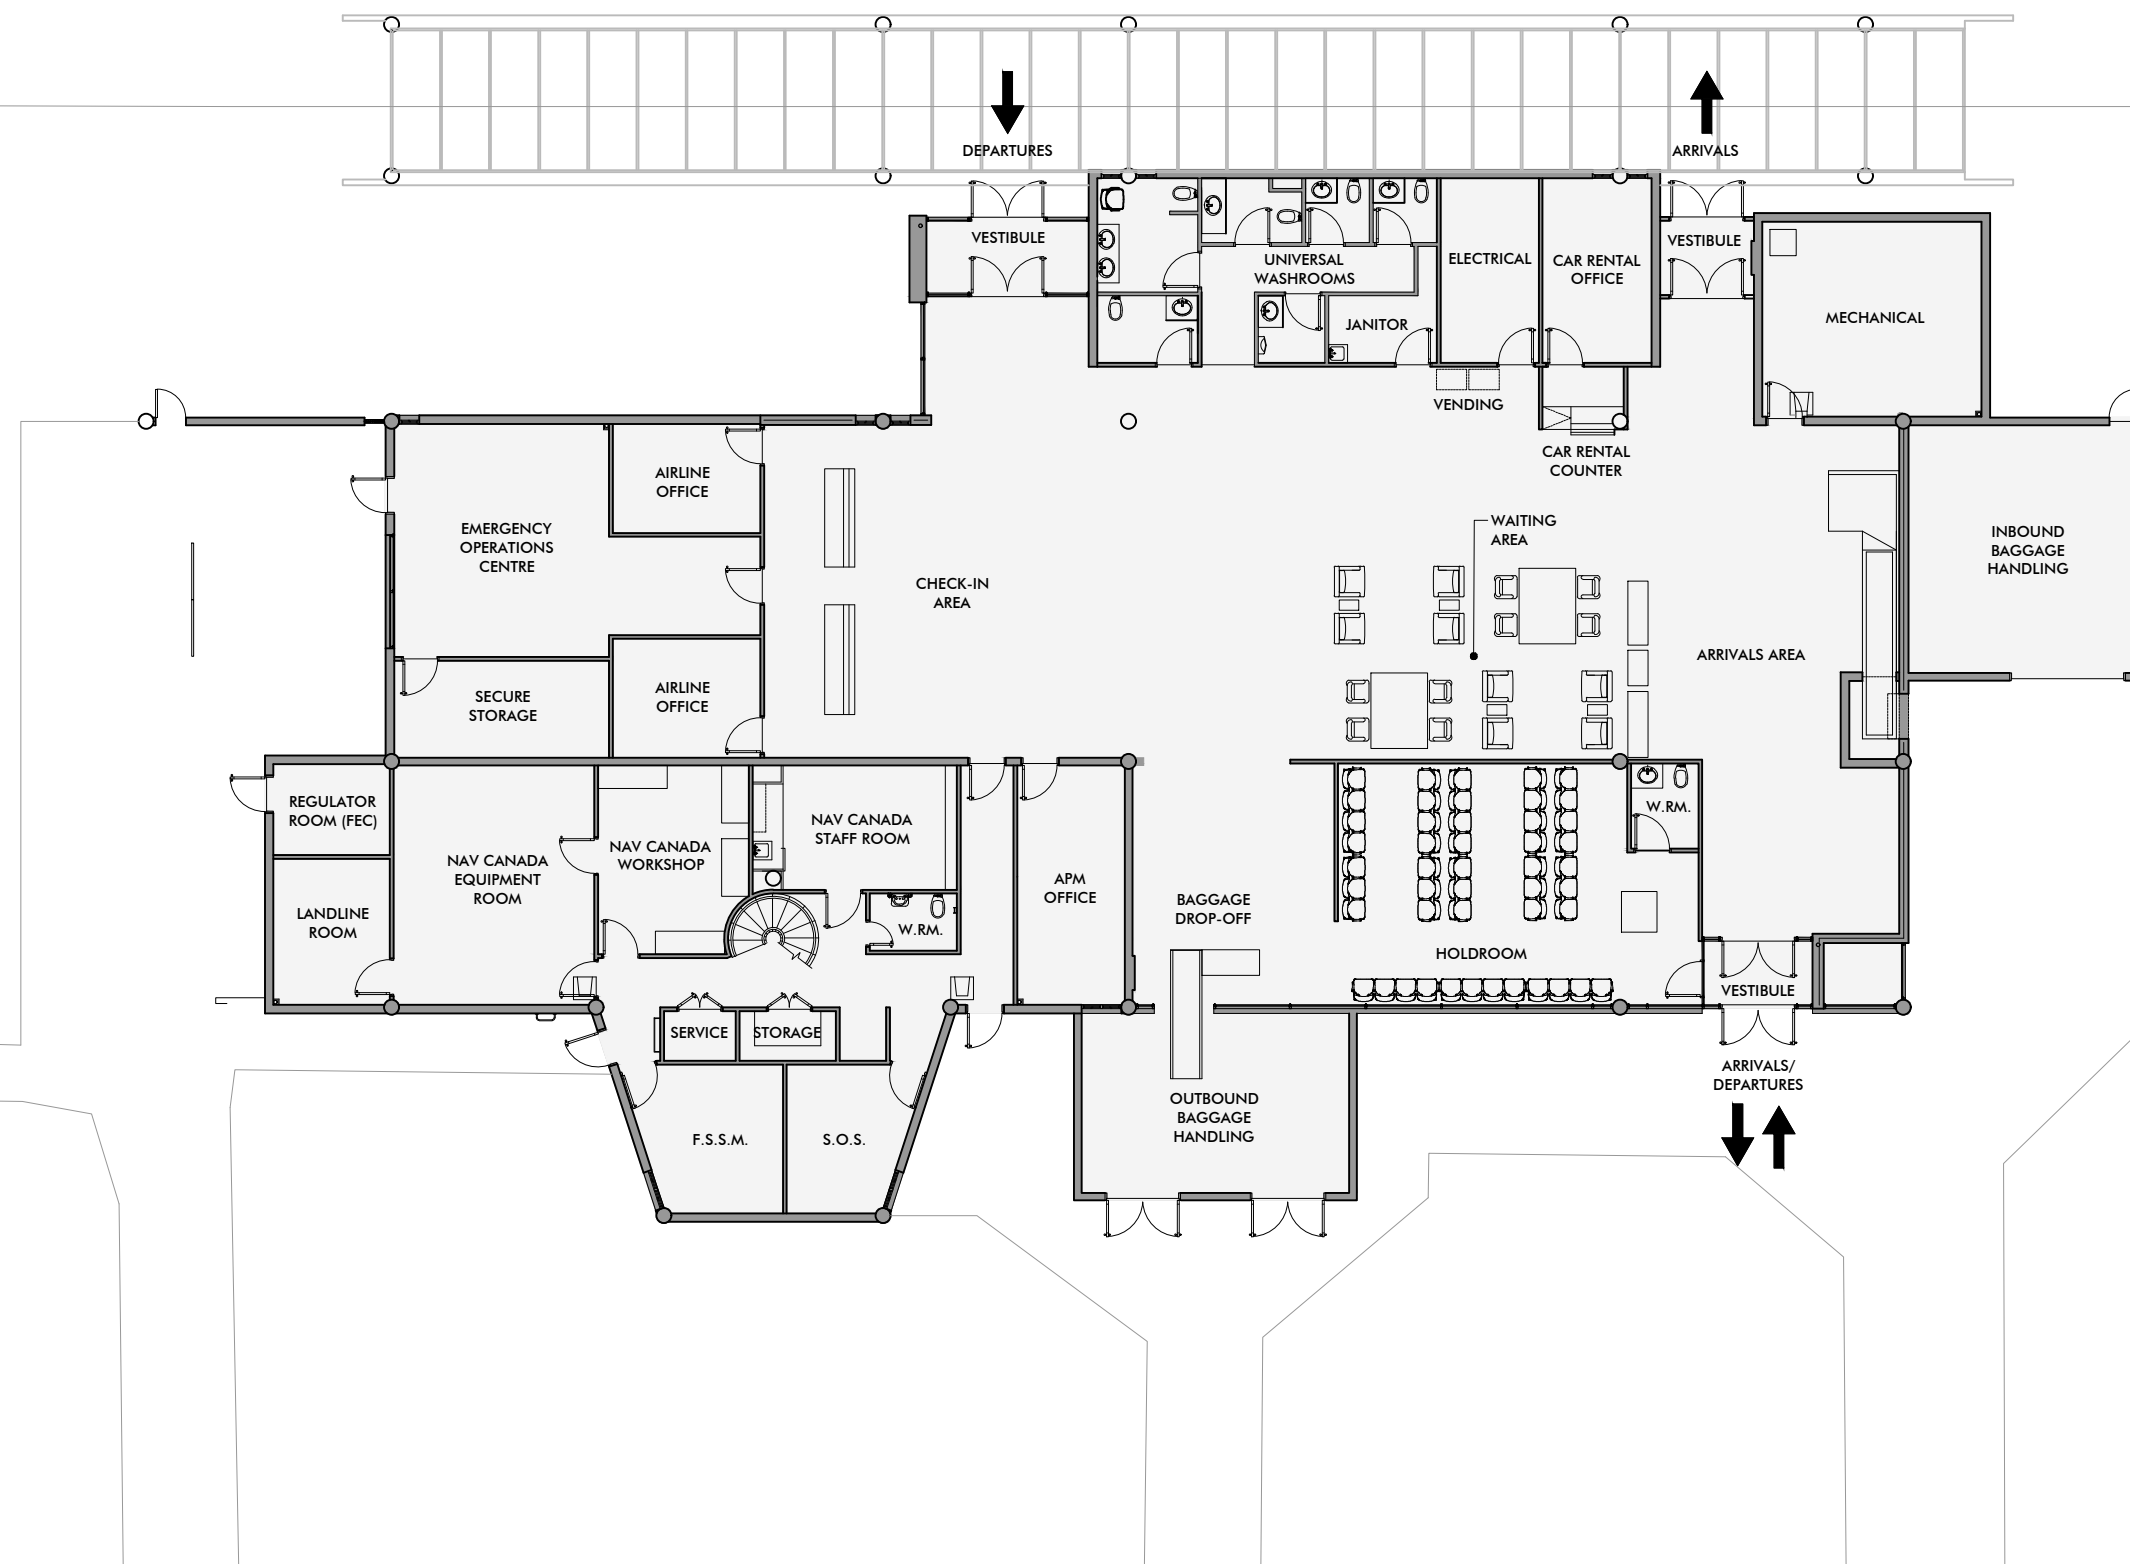 DEPARTURES
ARRIVALS
VESTIBULE
UNIVERSAL
WASHROOMS
ELECTRICAL
CAR RENTAL
OFFICE
VESTIBULE
MECHANICAL
JANITOR
VENDING
CAR RENTAL
COUNTER
AIRLINE
OFFICE
EMERGENCY
OPERATIONS
CENTRE
WAITING
AREA
INBOUND
BAGGAGE
HANDLING
CHECK-IN
AREA
ARRIVALS AREA
SECURE
STORAGE
AIRLINE
OFFICE
REGULATOR
ROOM (FEC)
NAV CANADA
EQUIPMENT
ROOM
NAV CANADA
WORKSHOP
NAV CANADA
STAFF ROOM
W.RM.
LANDLINE
ROOM
W.RM.
APM
OFFICE
BAGGAGE
DROP-OFF
HOLDROOM
VESTIBULE
SERVICE
STORAGE
F.S.S.M.
S.O.S.
OUTBOUND
BAGGAGE
HANDLING
ARRIVALS/
DEPARTURES